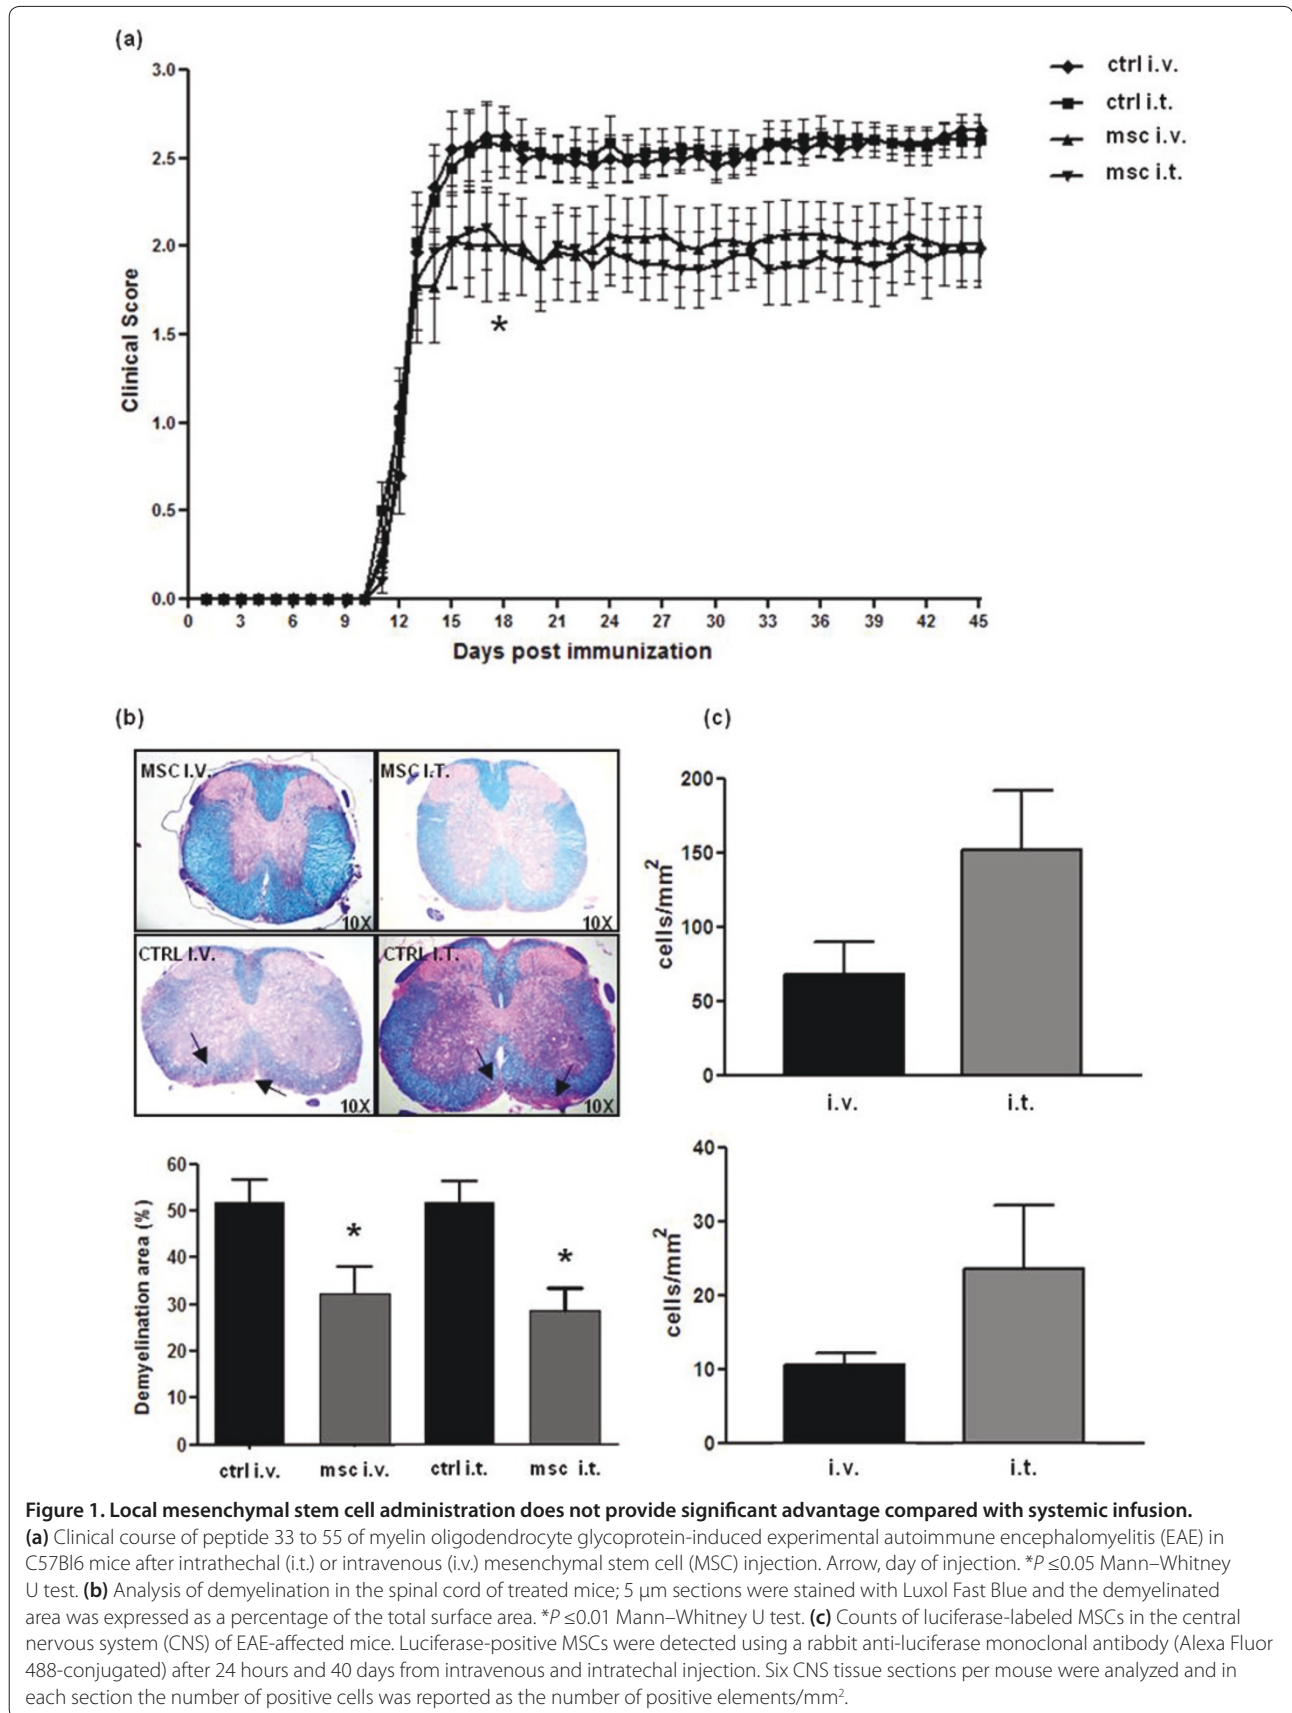 (a)
3.0
2.5
2.0
1.5
1.0
0.5
0.0
Clinical Score
*
0 3 6 9 12 15 18 21 24 27 30 33 36 39 42 45
Days post immunization
ctrl i.v.
ctrl i.t.
msc i.v.
msc i.t.
(b)
MSC I.V.
10X
MSC I.T.
10X
CTRL I.V.
10X
CTRL I.T.
10X
60
50
40
30
20
10
0
Demyelination area (%)
*
*
ctrl i.v. msc i.v. ctrl i.t. msc i.t.
(c)
200
150
100
50
0
cells/mm²
i.v. i.t.
40
30
20
10
0
cells/mm²
i.v. i.t.
Figure 1. Local mesenchymal stem cell administration does not provide significant advantage compared with systemic infusion.
(a) Clinical course of peptide 33 to 55 of myelin oligodendrocyte glycoprotein-induced experimental autoimmune encephalomyelitis (EAE) in
C57Bl6 mice after intrathechal (i.t.) or intravenous (i.v.) mesenchymal stem cell (MSC) injection. Arrow, day of injection. *P ≤0.05 Mann–Whitney
U test. (b) Analysis of demyelination in the spinal cord of treated mice; 5 μm sections were stained with Luxol Fast Blue and the demyelinated
area was expressed as a percentage of the total surface area. *P ≤0.01 Mann–Whitney U test. (c) Counts of luciferase-labeled MSCs in the central
nervous system (CNS) of EAE-affected mice. Luciferase-positive MSCs were detected using a rabbit anti-luciferase monoclonal antibody (Alexa Fluor
488-conjugated) after 24 hours and 40 days from intravenous and intratechal injection. Six CNS tissue sections per mouse were analyzed and in
each section the number of positive cells was reported as the number of positive elements/mm².